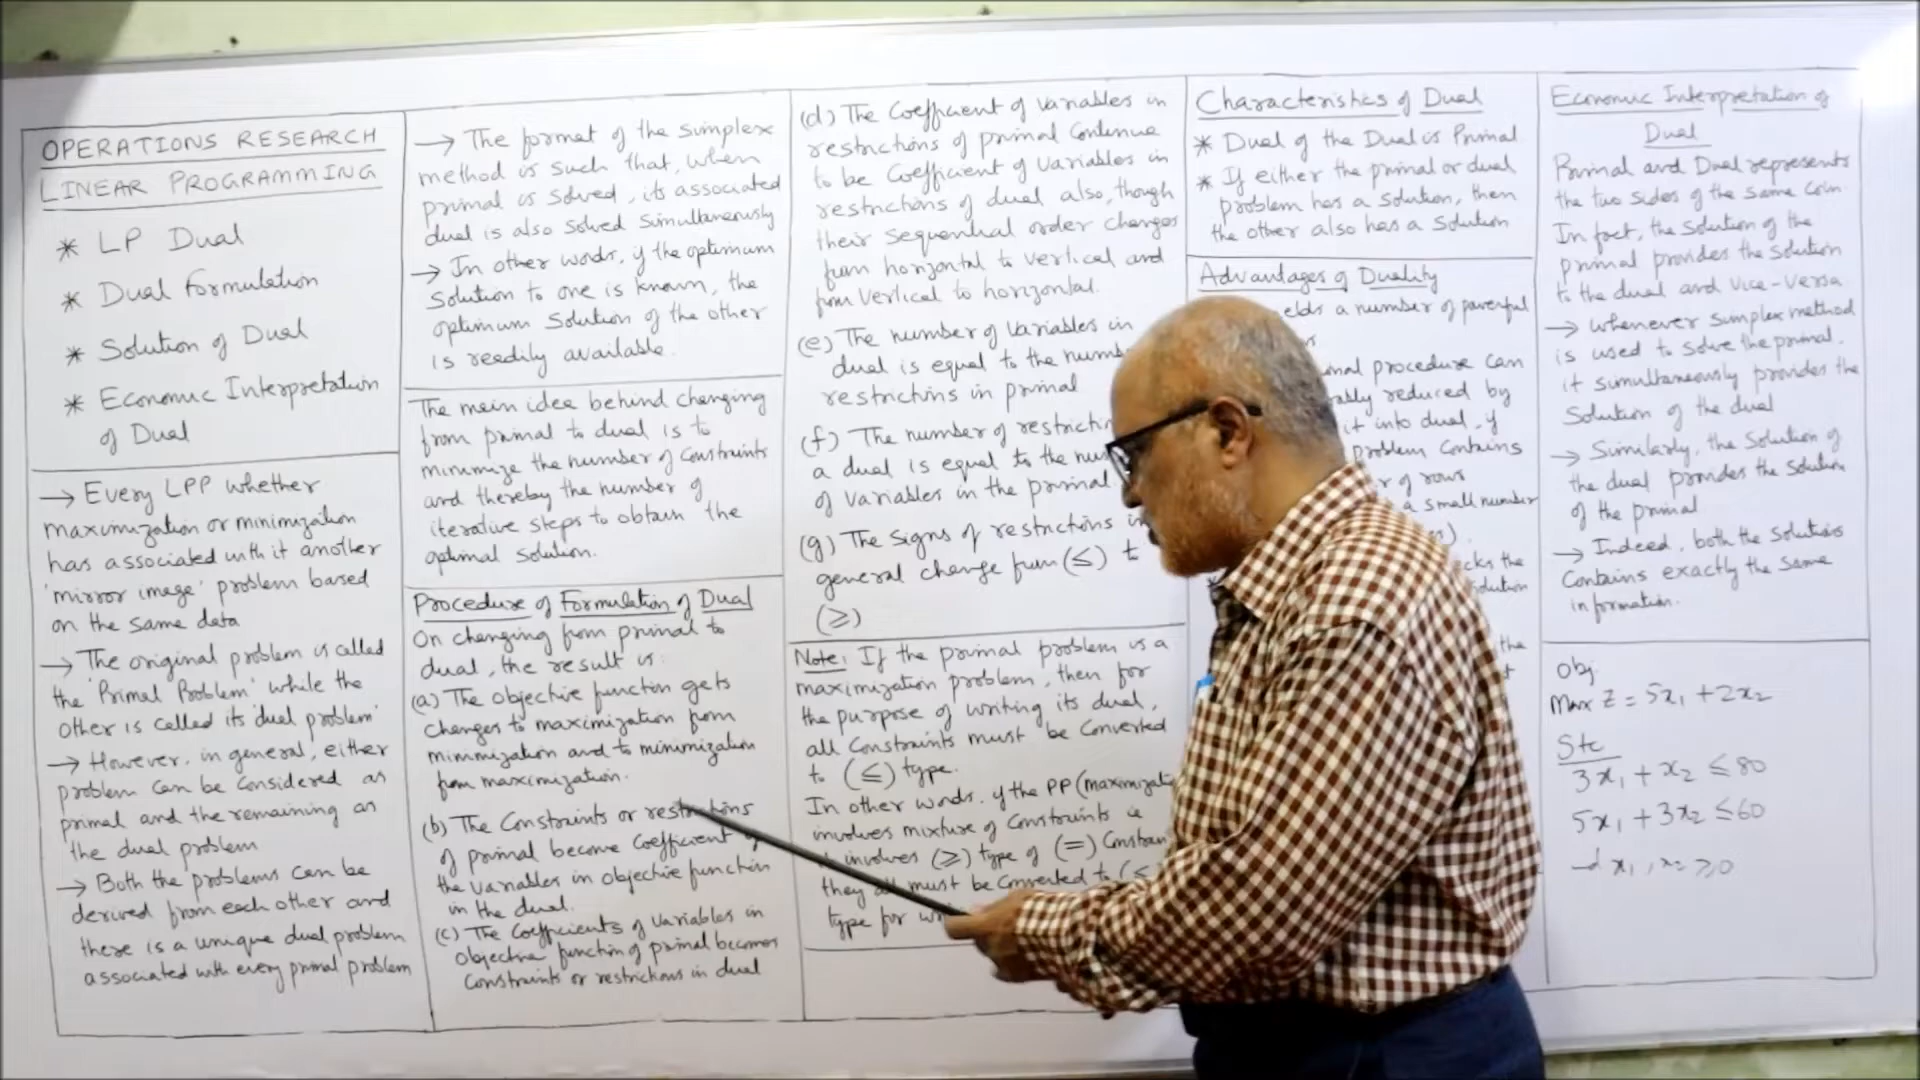 OPERATIONS RESEARCH
LINEAR PROGRAMMING
* LP Dual
* Dual Formulation
* Solution of Dual
* Economic Interpretation
of Dual
→ Every LPP whether
maximization or minimization
has associated with it another
'mirror image' problem based
on the same data
→ The original problem is called
the 'Primal Problem' while the
other is called its 'dual problem'
→ However, in general, either
problem can be considered as
primal and the remaining as
the dual problem
→ Both the problems can be
derived from each other and
there is a unique dual problem
associated with every primal problem
→ The format of the simplex
method is such that, when
primal is solved, its associated
dual is also solved simultaneously
→ In other words, if the optimum
solution to one is known, the
optimum solution of the other
is readily available.
The main idea behind changing
from primal to dual is to
minimize the number of constraints
and thereby the number of
iterative steps to obtain the
optimal solution.
Procedure of Formulation of Dual
On changing from primal to
dual, the result is:
(a) The objective function gets
changes to maximization from
minimization and to minimization
from maximization.
(b) The Constraints or restrictions
of primal become Coefficient of
the variables in objective function
in the dual.
(c) The Coefficients of variables in
objective function of primal becomes
constraints or restrictions in dual
(d) The Coefficient of variables in
restrictions of primal continue
to be Coefficient of variables in
restrictions of dual also, though
their sequential order changes
from horizontal to vertical and
from vertical to horizontal.
(e) The number of variables in
dual is equal to the
restrictions in primal
(f) The number of
a dual is equal to the
of variables in the primal
(g) The signs of restrictions in
general change from (≤) to
(≥)
Note: If the primal problem is a
maximization problem, then for
the purpose of writing its dual,
all constraints must be converted
to (≤) type.
In other words, if the PP
involves mixture of constraints ie
involves (≥) type of (=)
they all must be converted to
type for
Characteristics of Dual
* Dual of the Dual is Primal
* If either the primal or dual
problem has a solution, then
the other also has a solution
Advantages of Duality
a number of powerful
procedure can
reduced by
it into dual, if
problem contains
of rows
a small number
the
the
Economic Interpretation of
Dual
Primal and Dual represents
the two sides of the same coin
In fact, the solution of the
primal provides the solution
to the dual and vice-versa
→ whenever simplex method
is used to solve the primal,
it simultaneously provides the
solution of the dual
→ Similarly, the solution of
the dual provides the solution
of the primal
→ Indeed, both the solutions
contains exactly the same
information.
Obj:
Max Z = 5x₁ + 2x₂
Stc
3x₁ + x₂ ≤ 80
5x₁ + 3x₂ ≤ 60
x₁, x₂ ≥ 0